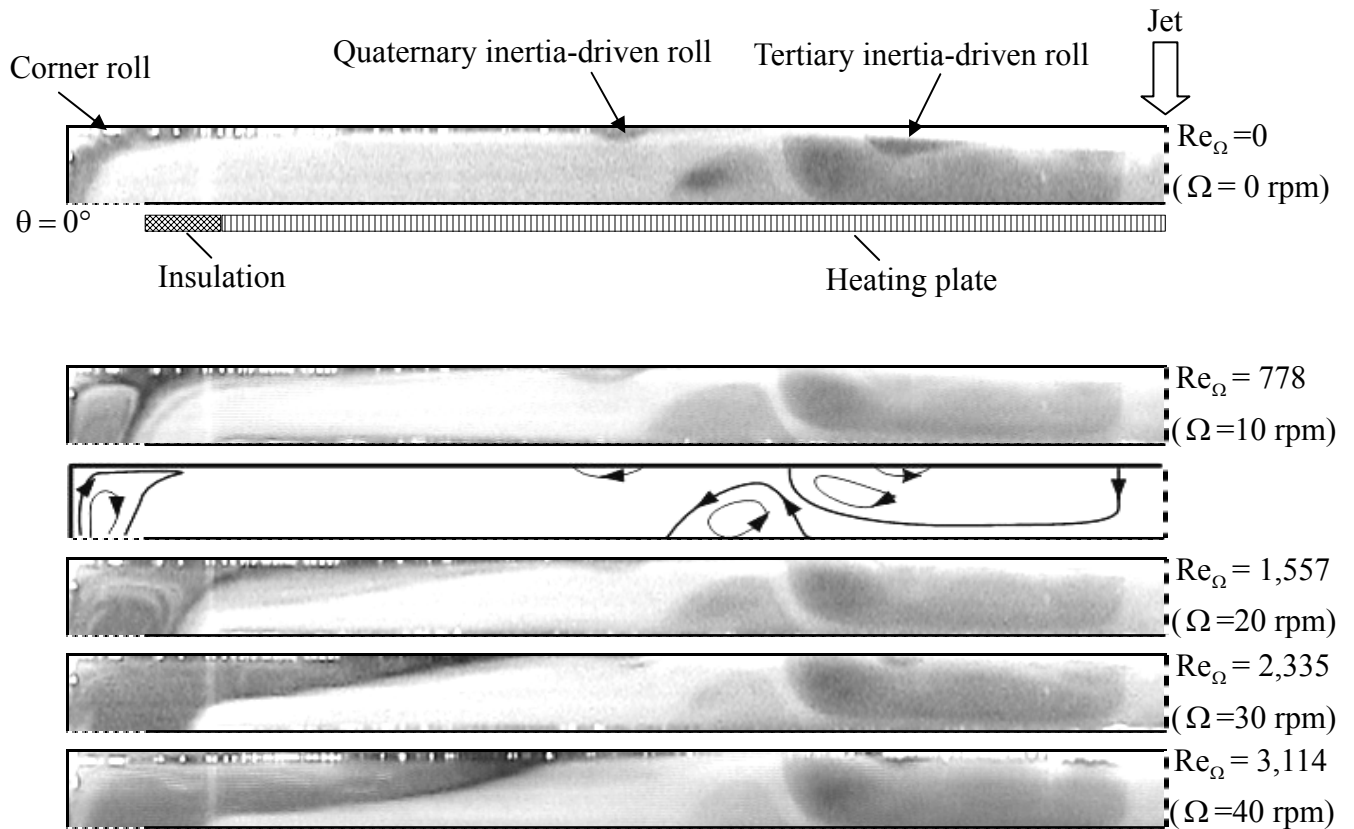 Jet
Quaternary inertia-driven roll
Tertiary inertia-driven roll
Corner roll
Re_Ω =0
(Ω = 0 rpm)
θ = 0°
Insulation
Heating plate
Re_Ω = 778
(Ω =10 rpm)
Re_Ω = 1,557
(Ω =20 rpm)
Re_Ω = 2,335
(Ω =30 rpm)
Re_Ω = 3,114
(Ω =40 rpm)